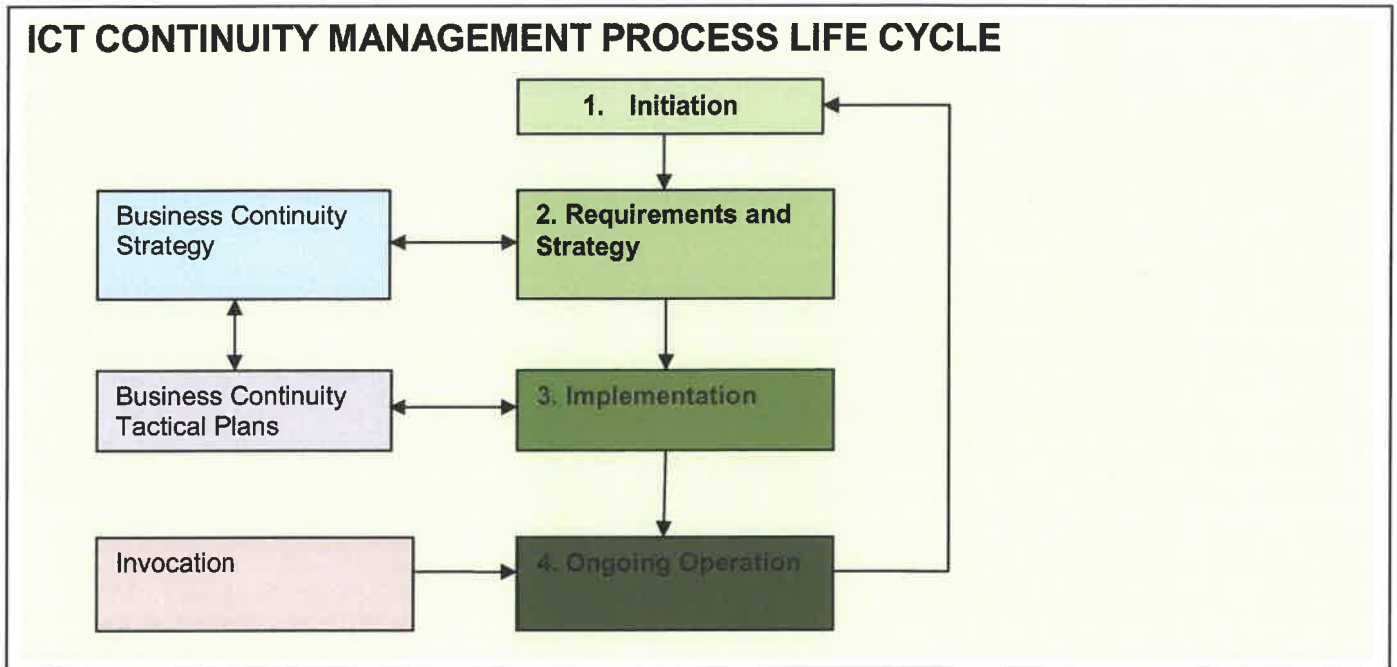 ICT CONTINUITY MANAGEMENT PROCESS LIFE CYCLE
1. Initiation
Business Continuity
Strategy
2. Requirements and
Strategy
Business Continuity
Tactical Plans
3. Implementation
Invocation
4. Ongoing Operation